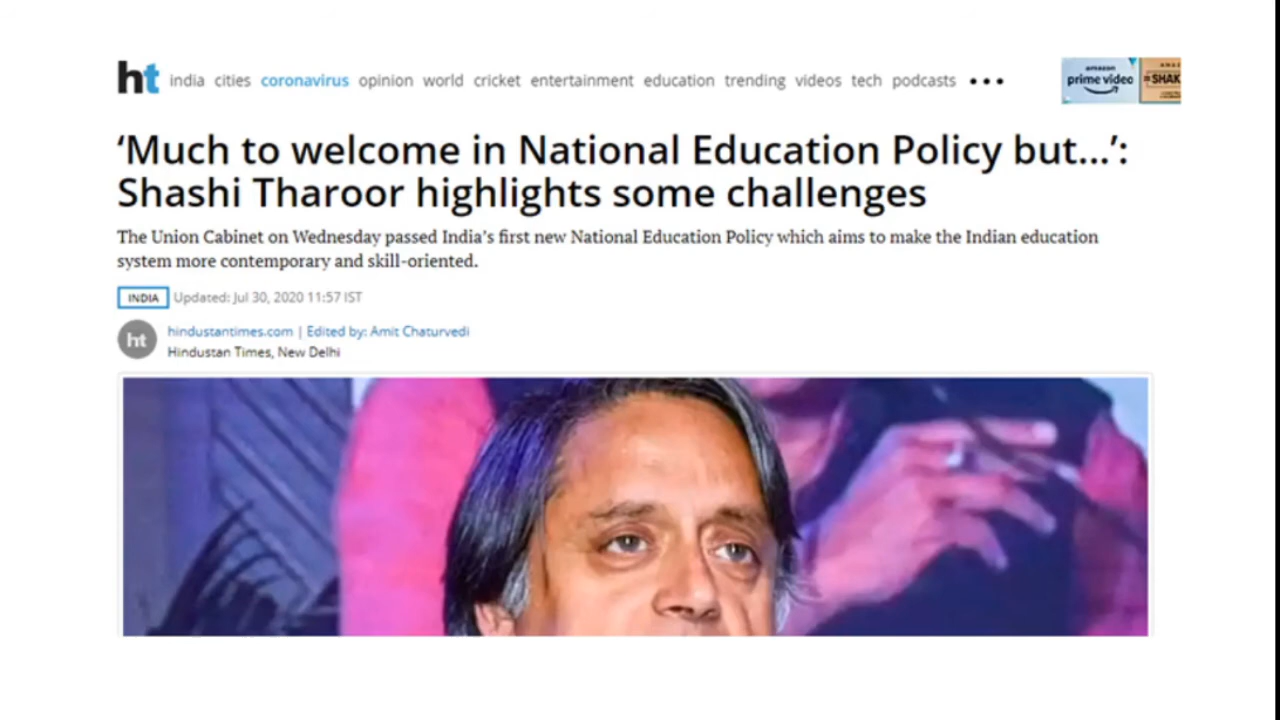 ht india cities coronavirus opinion world cricket entertainment education trending videos tech podcasts •••
amazon
prime video
‘Much to welcome in National Education Policy but...’:
Shashi Tharoor highlights some challenges
The Union Cabinet on Wednesday passed India’s first new National Education Policy which aims to make the Indian education
system more contemporary and skill-oriented.
INDIA Updated: Jul 30, 2020 11:57 IST
ht
hindustantimes.com | Edited by: Amit Chaturvedi
Hindustan Times, New Delhi